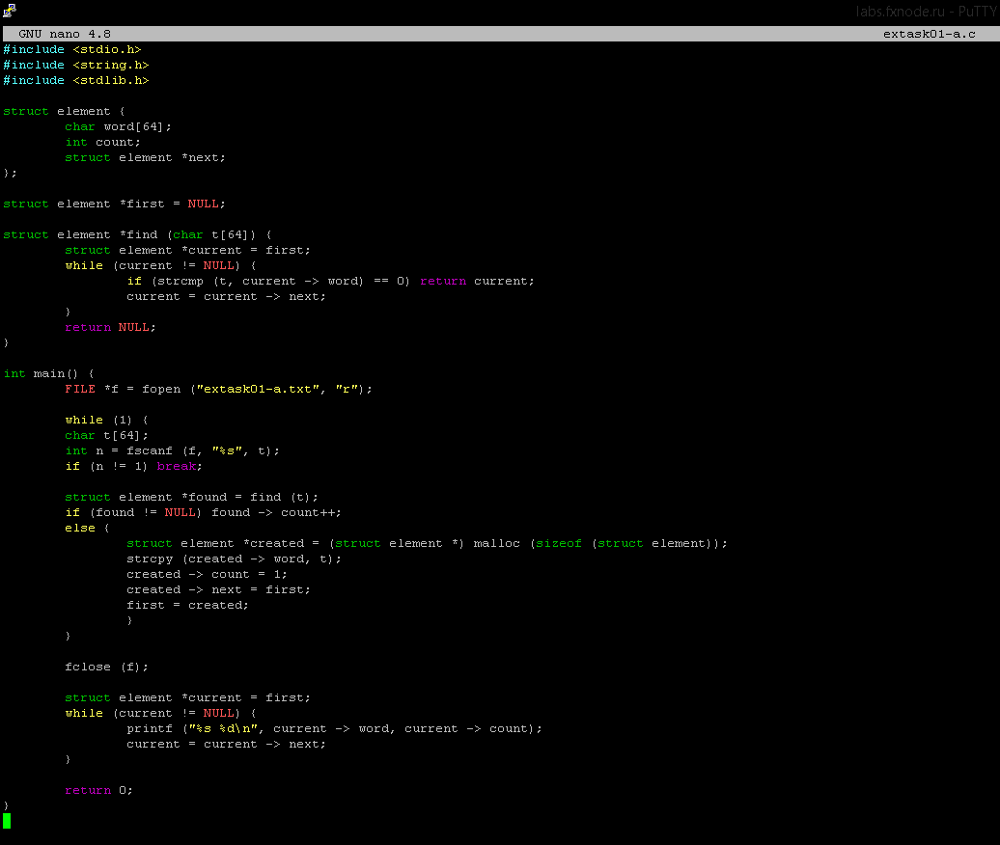 labs.fxnode.ru - PuTTY
GNU nano 4.8 extask01-a.c
#include <stdio.h>
#include <string.h>
#include <stdlib.h>
struct element {
char word[64];
int count;
struct element *next;
};
struct element *first = NULL;
struct element *find (char t[64]) {
struct element *current = first;
while (current != NULL) {
if (strcmp (t, current -> word) == 0) return current;
current = current -> next;
}
return NULL;
}
int main() {
FILE *f = fopen ("extask01-a.txt", "r");
while (1) {
char t[64];
int n = fscanf (f, "%s", t);
if (n != 1) break;
struct element *found = find (t);
if (found != NULL) found -> count++;
else {
struct element *created = (struct element *) malloc (sizeof (struct element));
strcpy (created -> word, t);
created -> count = 1;
created -> next = first;
first = created;
}
}
fclose (f);
struct element *current = first;
while (current != NULL) {
printf ("%s %d\n", current -> word, current -> count);
current = current -> next;
}
return 0;
}